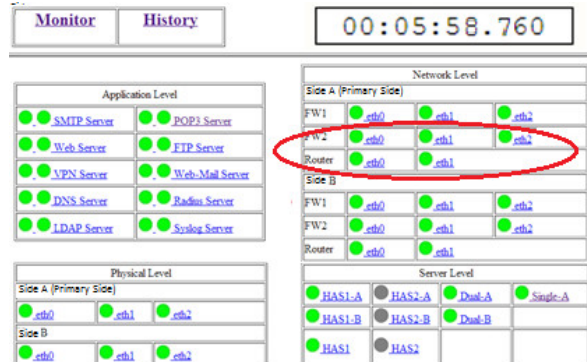 Monitor History
00:05:58.760
Application Level
SMTP Server POP3 Server
Web Server FTP Server
VPN Server Web-Mail Server
DNS Server Radius Server
LDAP Server Syslog Server
Network Level
Side A (Primary Side)
FW1 eth0 eth1 eth2
FW2 eth0 eth1 eth2
Router eth0 eth1
Side B
FW1 eth0 eth1 eth2
FW2 eth0 eth1 eth2
Router eth0 eth1
Physical Level
Side A (Primary Side)
eth0 eth1 eth2
Side B
eth0 eth1 eth2
Server Level
HAS1-A HAS2-A Dual-A Single-A
HAS1-B HAS2-B Dual-B
HAS1 HAS2